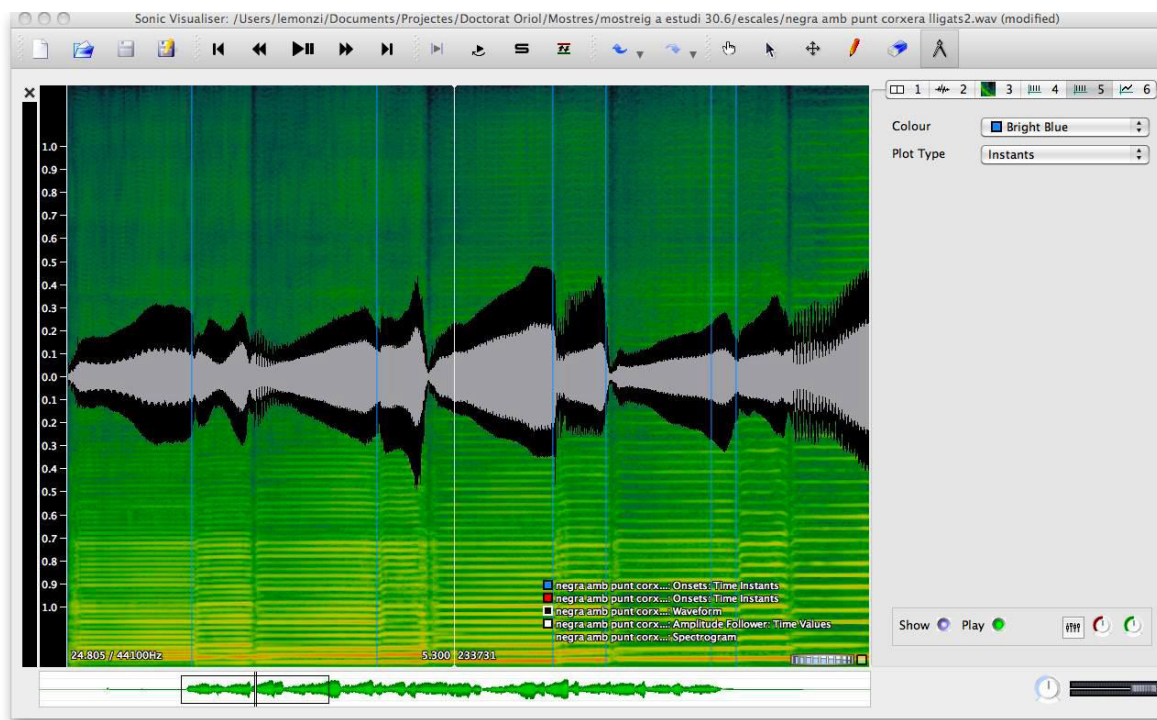 Sonic Visualiser: /Users/lemonzi/Documents/Projectes/Doctorat Oriol/Mostres/mostreig a estudi 30.6/escales/negra amb punt corxera lligats2.wav (modified)
1 2 3 4 5 6
Colour Bright Blue
Plot Type Instants
1.0
0.9
0.8
0.7
0.6
0.5
0.4
0.3
0.2
0.1
0.0
0.1
0.2
0.3
0.4
0.5
0.6
0.7
0.8
0.9
1.0
negra amb punt corx...: Onsets: Time Instants
negra amb punt corx...: Onsets: Time Instants
negra amb punt corx...: Waveform
negra amb punt corx...: Amplitude Follower: Time Values
negra amb punt corx...: Spectrogram
24.805 / 44100Hz 5.300 233731
Show Play